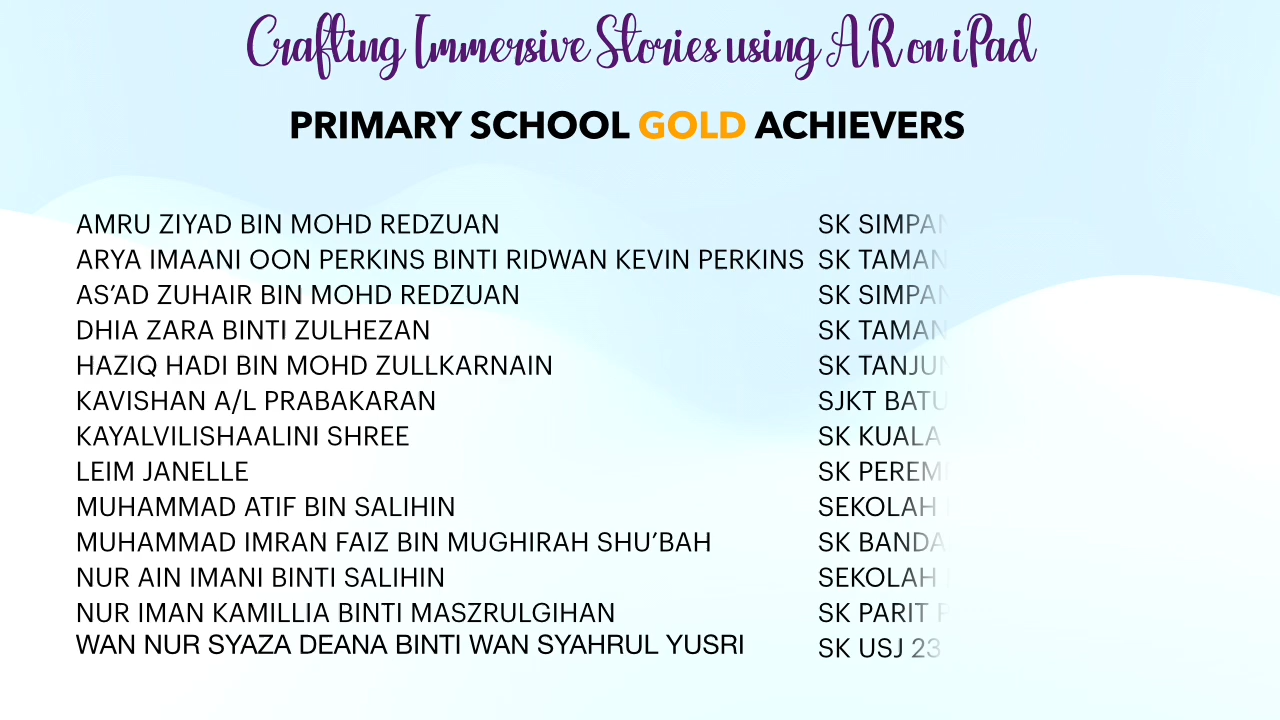 Crafting Immersive Stories using AR on iPad
PRIMARY SCHOOL GOLD ACHIEVERS
AMRU ZIYAD BIN MOHD REDZUAN SK
ARYA IMAANI OON PERKINS BINTI RIDWAN KEVIN PERKINS SK TAMAN
AS’AD ZUHAIR BIN MOHD REDZUAN SK
DHIA ZARA BINTI ZULHEZAN SK TAMAN
HAZIQ HADI BIN MOHD ZULLKARNAIN SK
KAVISHAN A/L PRABAKARAN SJKT BATU
KAYALVILISHAALINI SHREE SK KUALA
LEIM JANELLE SK
MUHAMMAD ATIF BIN SALIHIN SEKOLAH
MUHAMMAD IMRAN FAIZ BIN MUGHIRAH SHU’BAH SK
NUR AIN IMANI BINTI SALIHIN SEKOLAH
NUR IMAN KAMILLIA BINTI MASZRULGIHAN SK PARIT
WAN NUR SYAZA DEANA BINTI WAN SYAHRUL YUSRI SK USJ 23